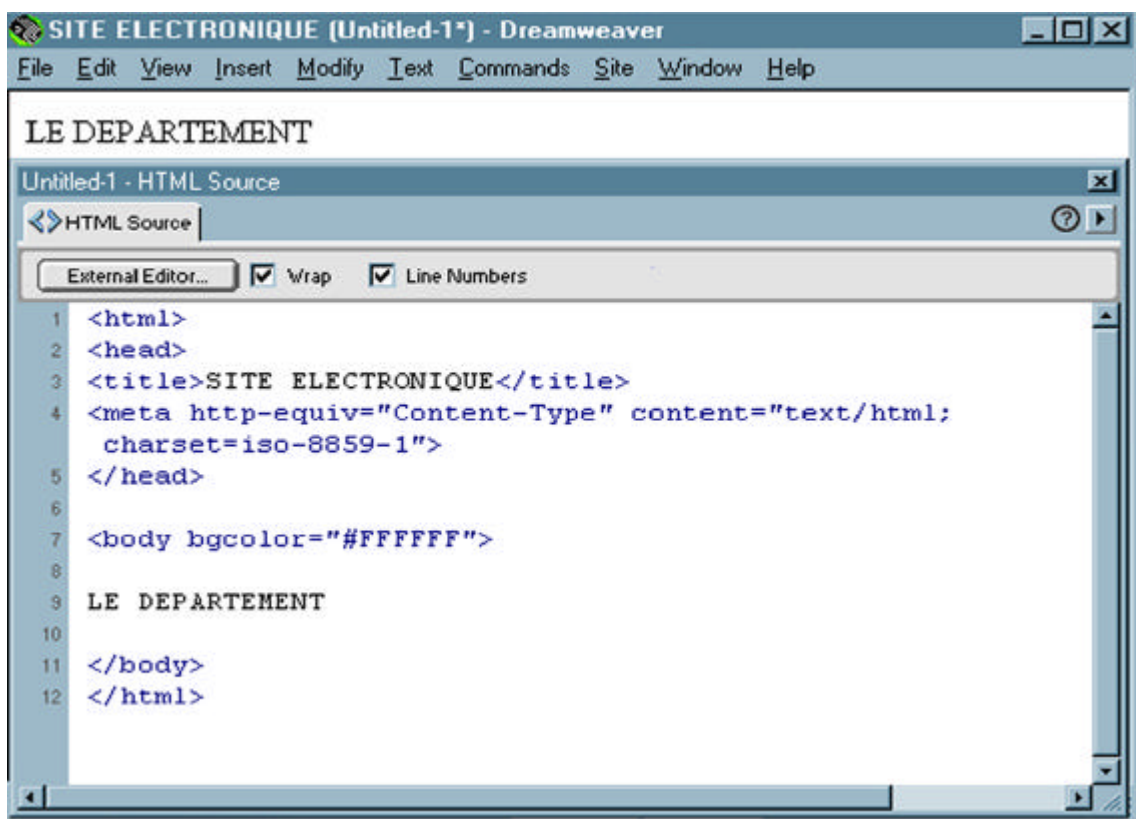 SITE ELECTRONIQUE (Untitled-1*) - Dreamweaver
File Edit View Insert Modify Text Commands Site Window Help
LE DEPARTEMENT
Untitled-1 - HTML Source
HTML Source
External Editor... Wrap Line Numbers
1 <html>
2 <head>
3 <title>SITE ELECTRONIQUE</title>
4 <meta http-equiv="Content-Type" content="text/html;
charset=iso-8859-1">
5 </head>
6
7 <body bgcolor="#FFFFFF">
8
9 LE DEPARTEMENT
10
11 </body>
12 </html>